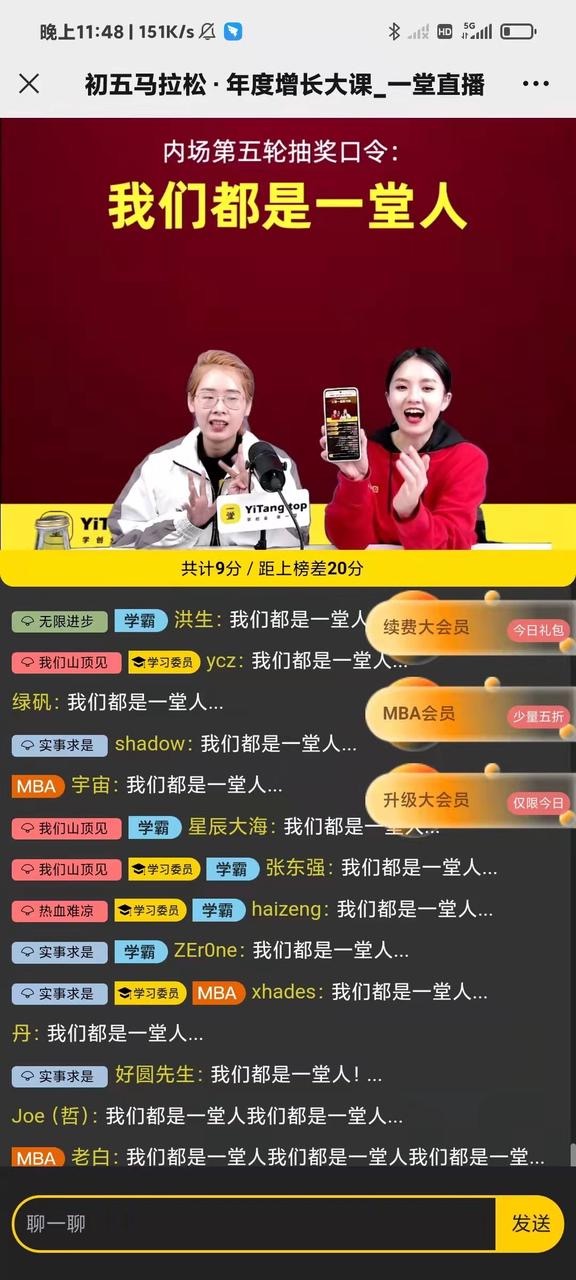 晚上11:48 | 151K/s
HD 5G
初五马拉松 · 年度增长大课_一堂直播
内场第五轮抽奖口令：
我们都是一堂人
YiTang.top
YiT
学 创
共计9分 / 距上榜差20分
无限进步 学霸 洪生：我们都是一堂人
续费大会员 今日礼包
我们山顶见 学习委员 ycz：我们都是一堂人...
绿矾：我们都是一堂人...
MBA会员 少量五折
实事求是 shadow：我们都是一堂人...
MBA 宇宙：我们都是一堂人...
升级大会员 仅限今日
我们山顶见 学霸 星辰大海：我们都是一堂人...
我们山顶见 学习委员 学霸 张东强：我们都是一堂人...
热血难凉 学习委员 学霸 haizeng：我们都是一堂人...
实事求是 学霸 ZEr0ne：我们都是一堂人...
实事求是 学习委员 MBA xhades：我们都是一堂人...
丹：我们都是一堂人...
实事求是 好圆先生：我们都是一堂人！...
Joe（哲）：我们都是一堂人我们都是一堂人...
MBA 老白：我们都是一堂人我们都是一堂人我们都是一堂...
聊一聊 发送